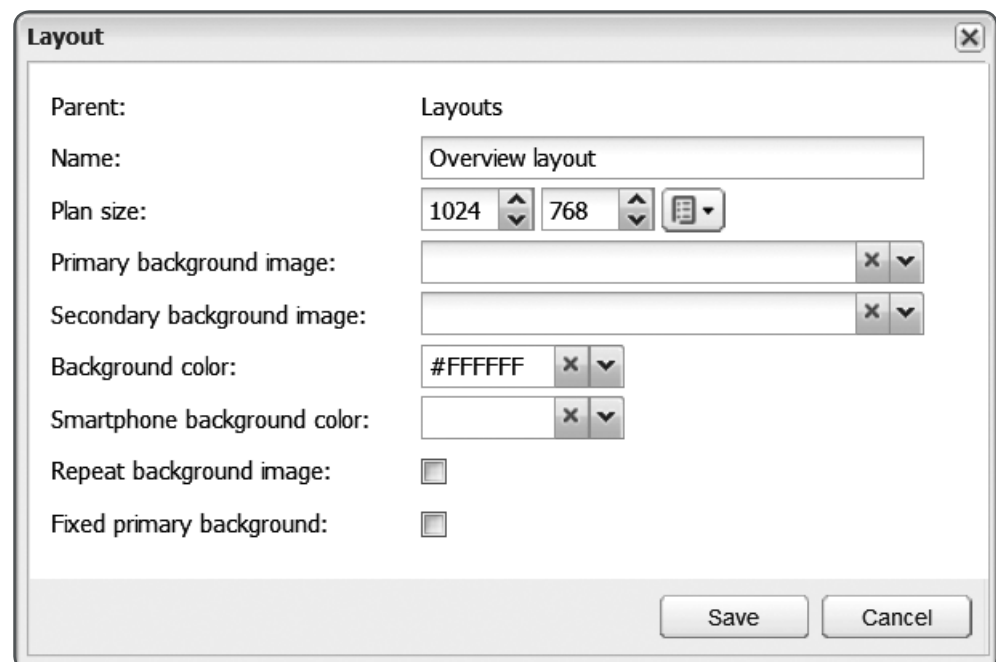 Layout
Parent: Layouts
Name: Overview layout
Plan size: 1024 768
Primary background image:
Secondary background image:
Background color: #FFFFFF
Smartphone background color:
Repeat background image:
Fixed primary background:
Save Cancel